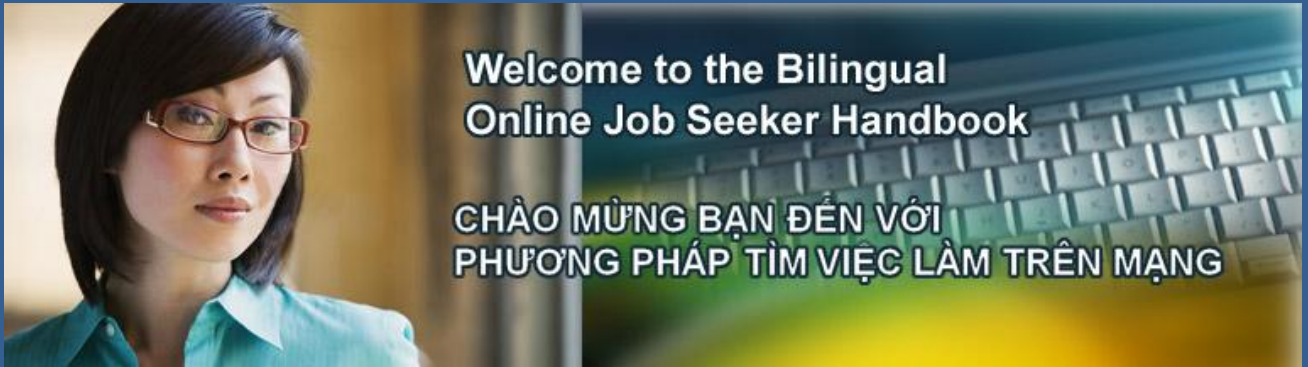 Welcome to the Bilingual
Online Job Seeker Handbook
CHÀO MỪNG BẠN ĐẾN VỚI
PHƯƠNG PHÁP TÌM VIỆC LÀM TRÊN MẠNG